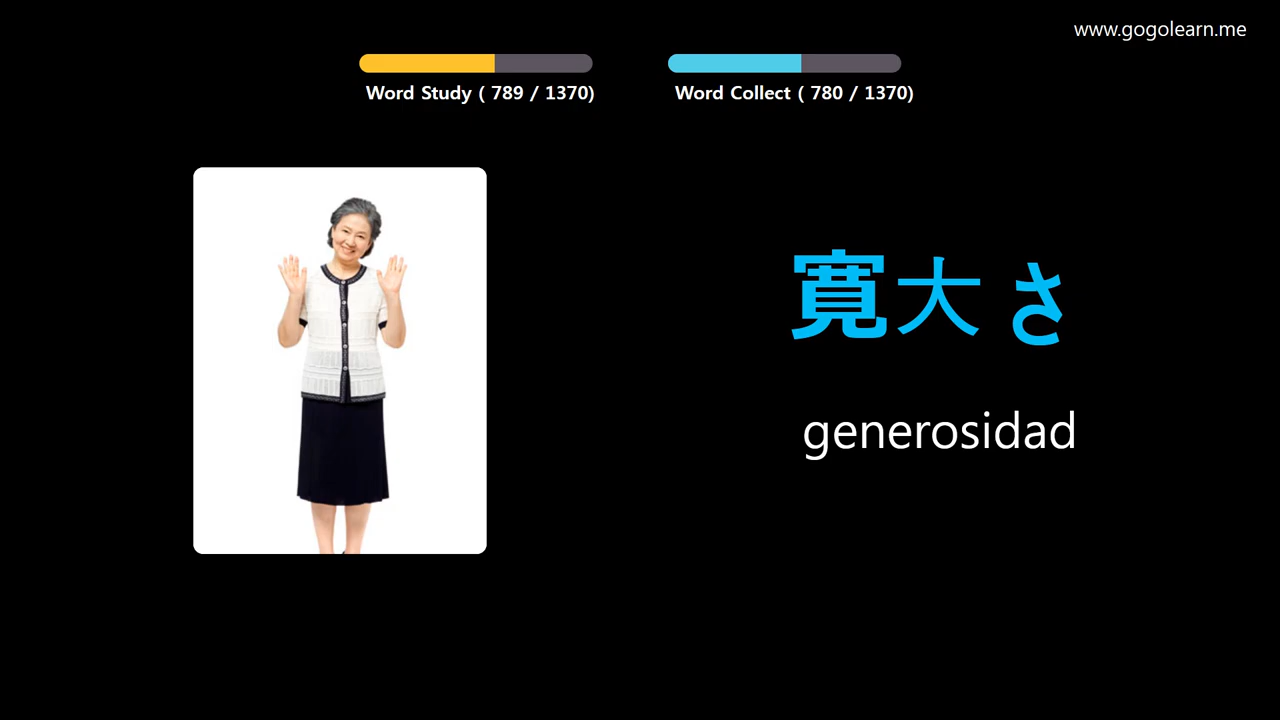 www.gogolearn.me
Word Study ( 789 / 1370)
Word Collect ( 780 / 1370)
寛大さ
generosidad